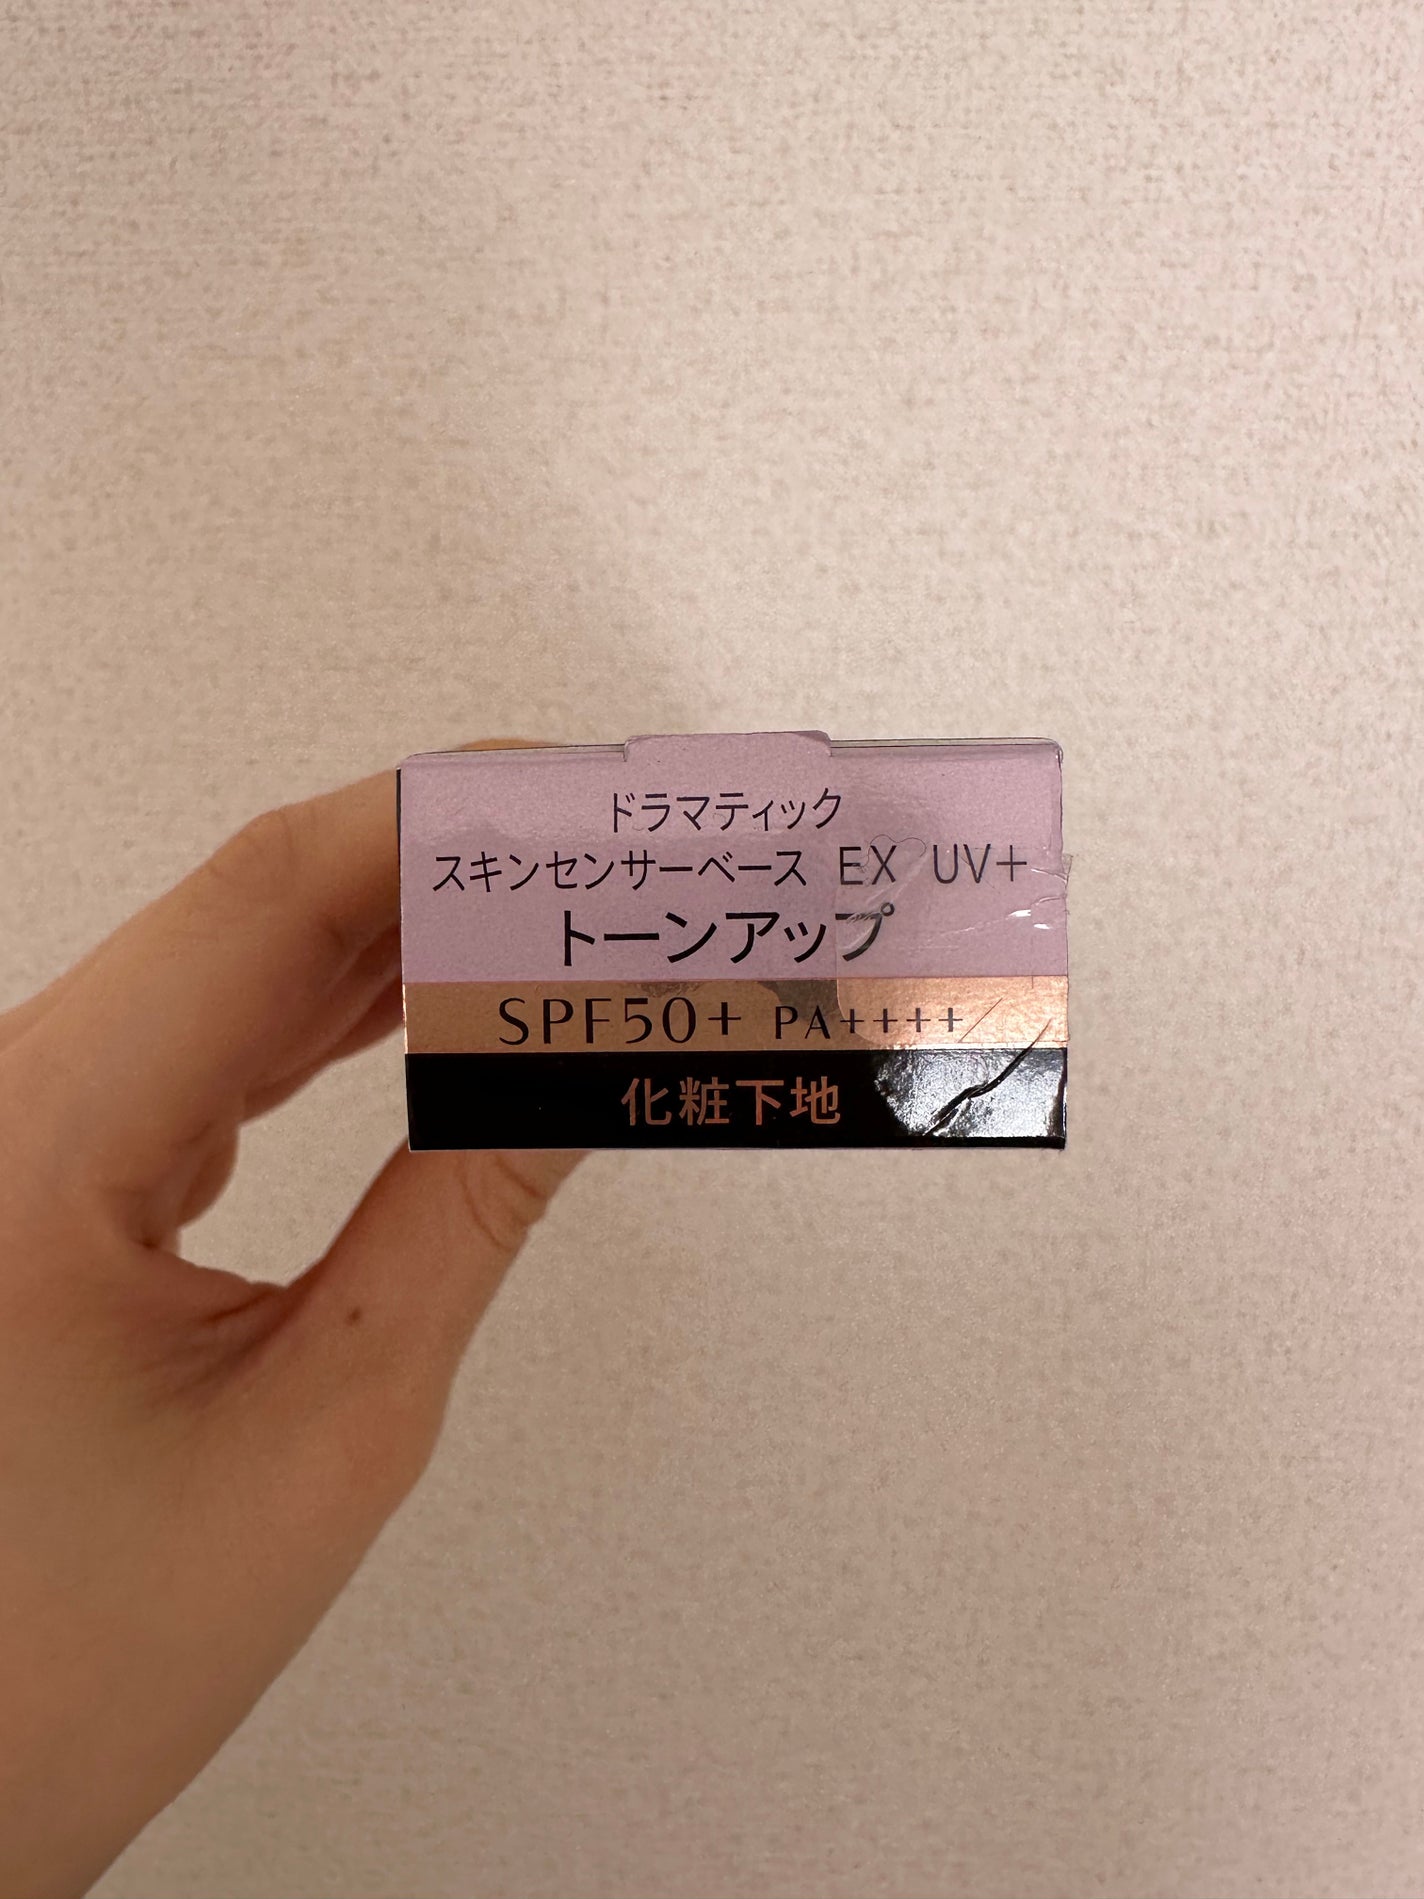 ドラマティック
スキンセンサーベース EX UV+
トーンアップ
SPF50+ PA++++
化粧下地